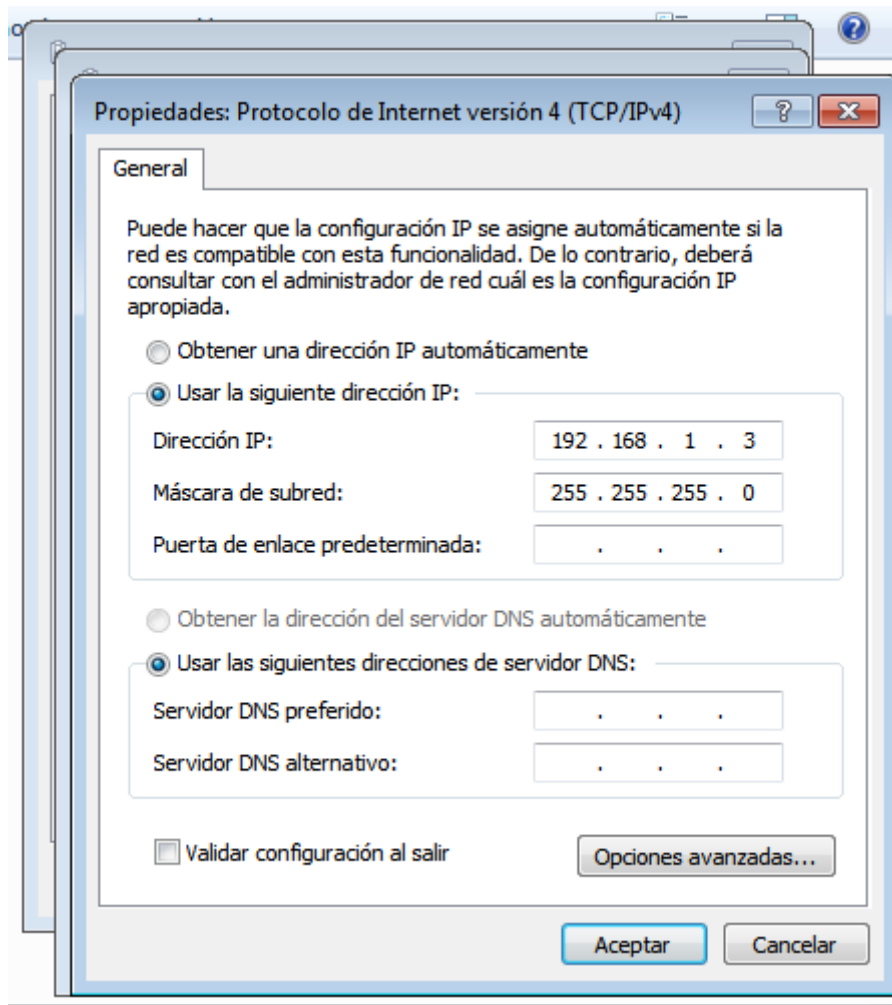 Propiedades: Protocolo de Internet versión 4 (TCP/IPv4)
General
Puede hacer que la configuración IP se asigne automáticamente si la
red es compatible con esta funcionalidad. De lo contrario, deberá
consultar con el administrador de red cuál es la configuración IP
apropiada.
Obtener una dirección IP automáticamente
Usar la siguiente dirección IP:
Dirección IP: 192 . 168 . 1 . 3
Máscara de subred: 255 . 255 . 255 . 0
Puerta de enlace predeterminada: . . .
Obtener la dirección del servidor DNS automáticamente
Usar las siguientes direcciones de servidor DNS:
Servidor DNS preferido: . . .
Servidor DNS alternativo: . . .
Validar configuración al salir
Opciones avanzadas...
Aceptar Cancelar